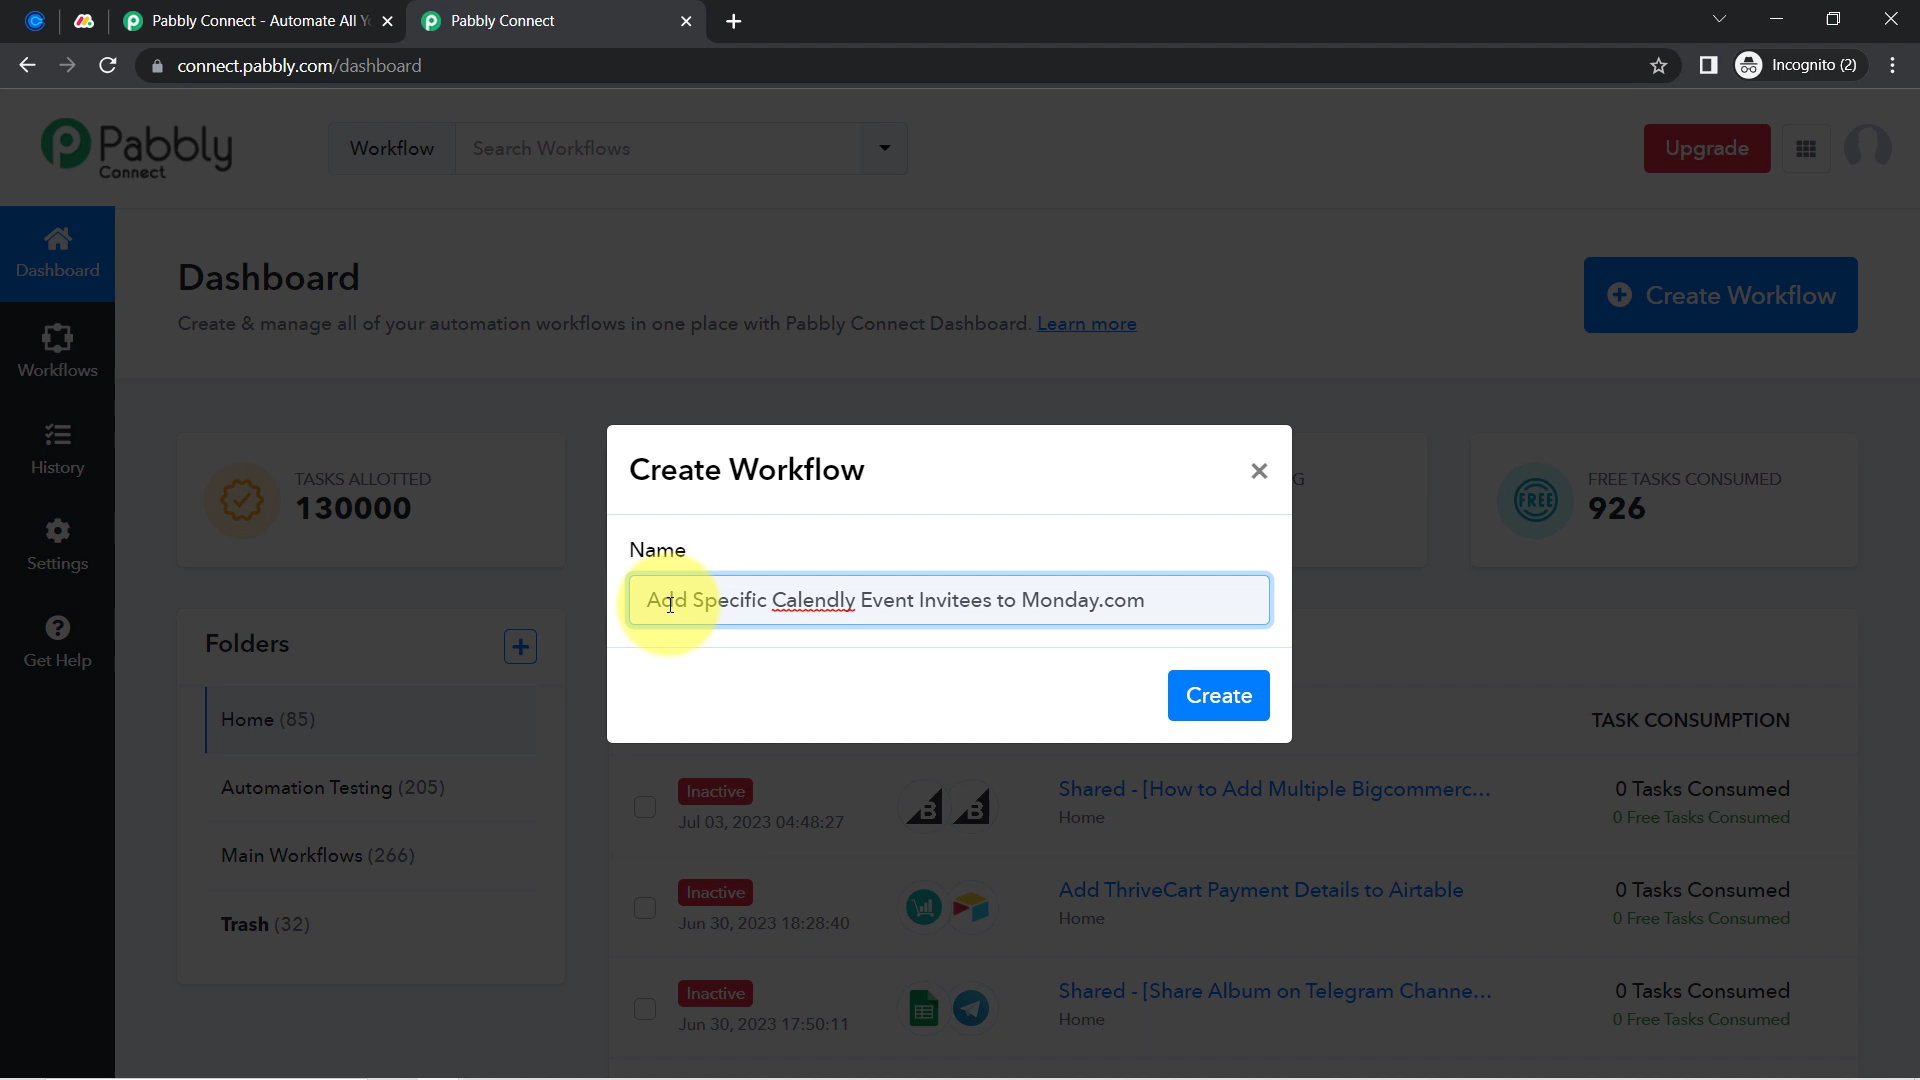 Pabbly Connect - Automate All Y
Pabbly Connect
connect.pabbly.com/dashboard
Incognito (2)
Pabbly
Connect
Workflow
Search Workflows
Upgrade
Dashboard
Workflows
History
Settings
Get Help
Dashboard
Create & manage all of your automation workflows in one place with Pabbly Connect Dashboard. Learn more
Create Workflow
TASKS ALLOTTED
130000
G
FREE TASKS CONSUMED
926
FREE
Create Workflow
Name
Add Specific Calendly Event Invitees to Monday.com
Create
Folders
Home (85)
Automation Testing (205)
Main Workflows (266)
Trash (32)
TASK CONSUMPTION
Inactive
Jul 03, 2023 04:48:27
Shared - [How to Add Multiple Bigcommerc...
Home
0 Tasks Consumed
0 Free Tasks Consumed
Inactive
Jun 30, 2023 18:28:40
Add ThriveCart Payment Details to Airtable
Home
0 Tasks Consumed
0 Free Tasks Consumed
Inactive
Jun 30, 2023 17:50:11
Shared - [Share Album on Telegram Channe...
Home
0 Tasks Consumed
0 Free Tasks Consumed